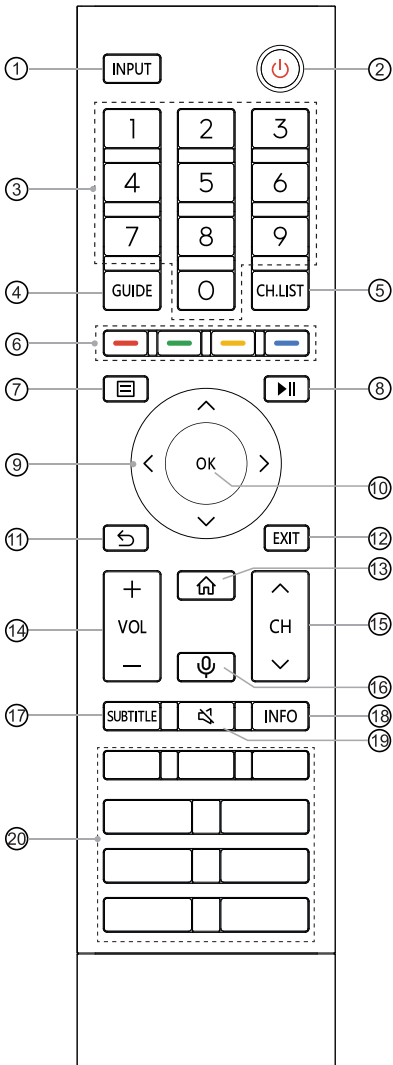 ① INPUT ②
1 2 3
③ 4 5 6
7 8 9
④ GUIDE 0 CH.LIST ⑤
⑥
⑦ ⑧
⑨ OK
⑩
⑪ EXIT ⑫
⑬
+
⑭ VOL CH ⑮
—
⑯
⑰ SUBTITLE INFO ⑱
⑲
⑳